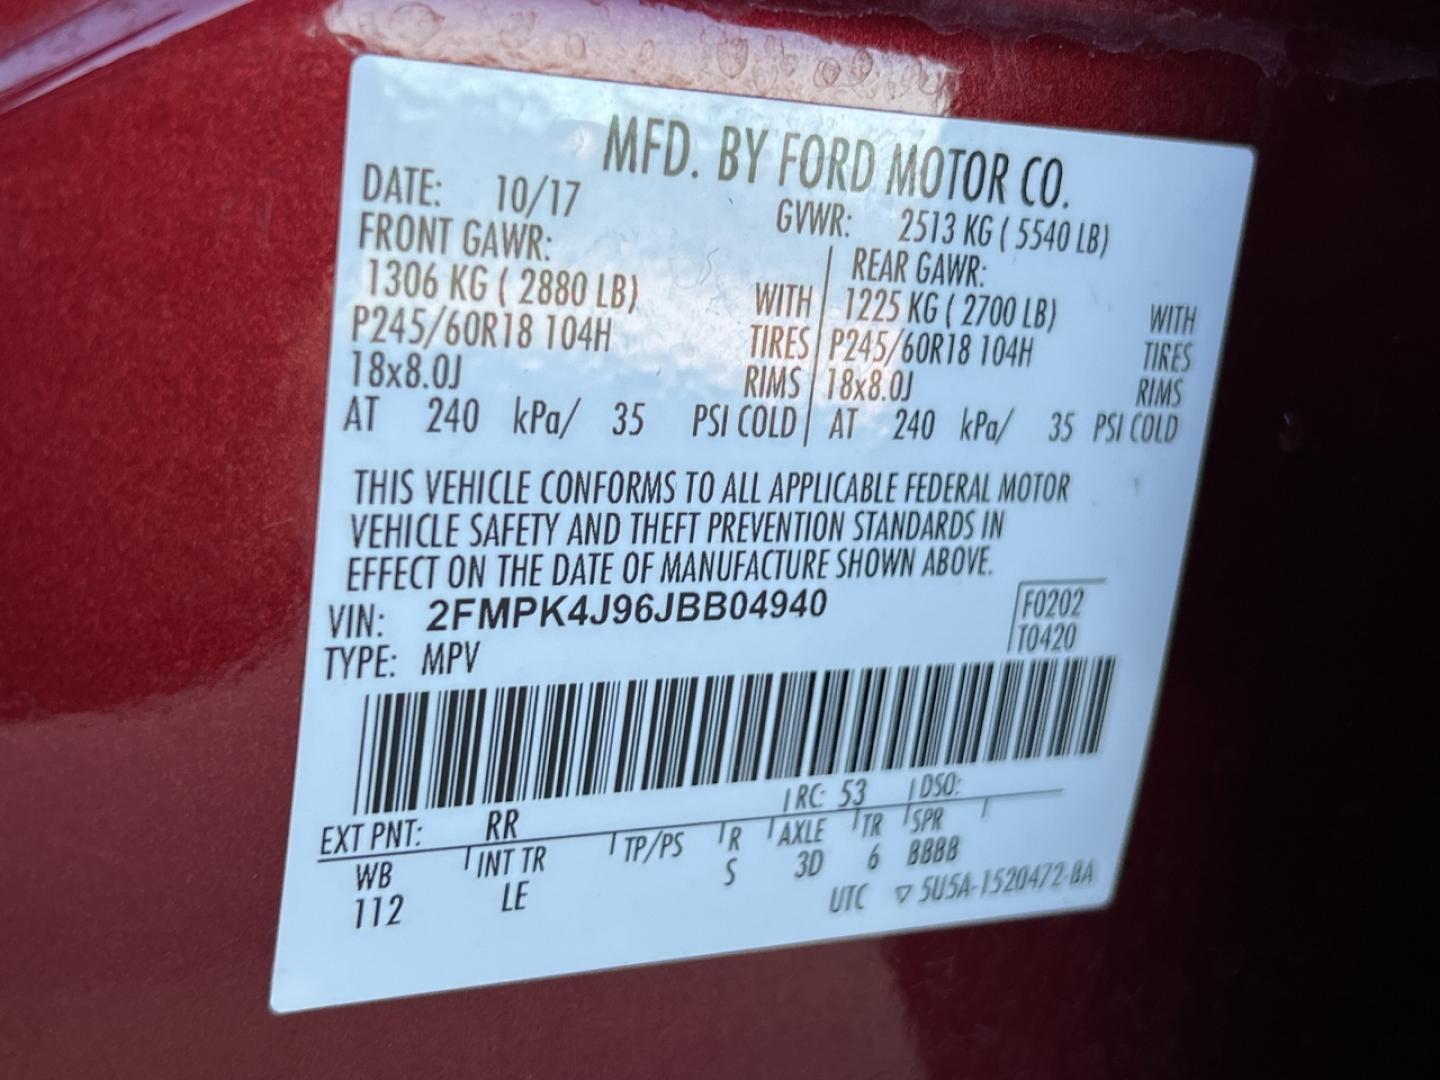 MFD. BY FORD MOTOR CO.
DATE: 10/17 GVWR: 2513 KG ( 5540 LB)
FRONT GAWR: REAR GAWR:
1306 KG ( 2880 LB) WITH 1225 KG ( 2700 LB) WITH
P245/60R18 104H TIRES P245/60R18 104H TIRES
18x8.0J RIMS 18x8.0J RIMS
AT 240 kPa/ 35 PSI COLD AT 240 kPa/ 35 PSI COLD
THIS VEHICLE CONFORMS TO ALL APPLICABLE FEDERAL MOTOR
VEHICLE SAFETY AND THEFT PREVENTION STANDARDS IN
EFFECT ON THE DATE OF MANUFACTURE SHOWN ABOVE.
VIN: 2FMPK4J96JBB04940 F0202
TYPE: MPV T0420
EXT PNT: RR RC: 53 DSO:
WB INT TR TP/PS R AXLE TR SPR
112 LE S 3D 6 BBBB
UTC ▽ 5U5A-1520472-BA